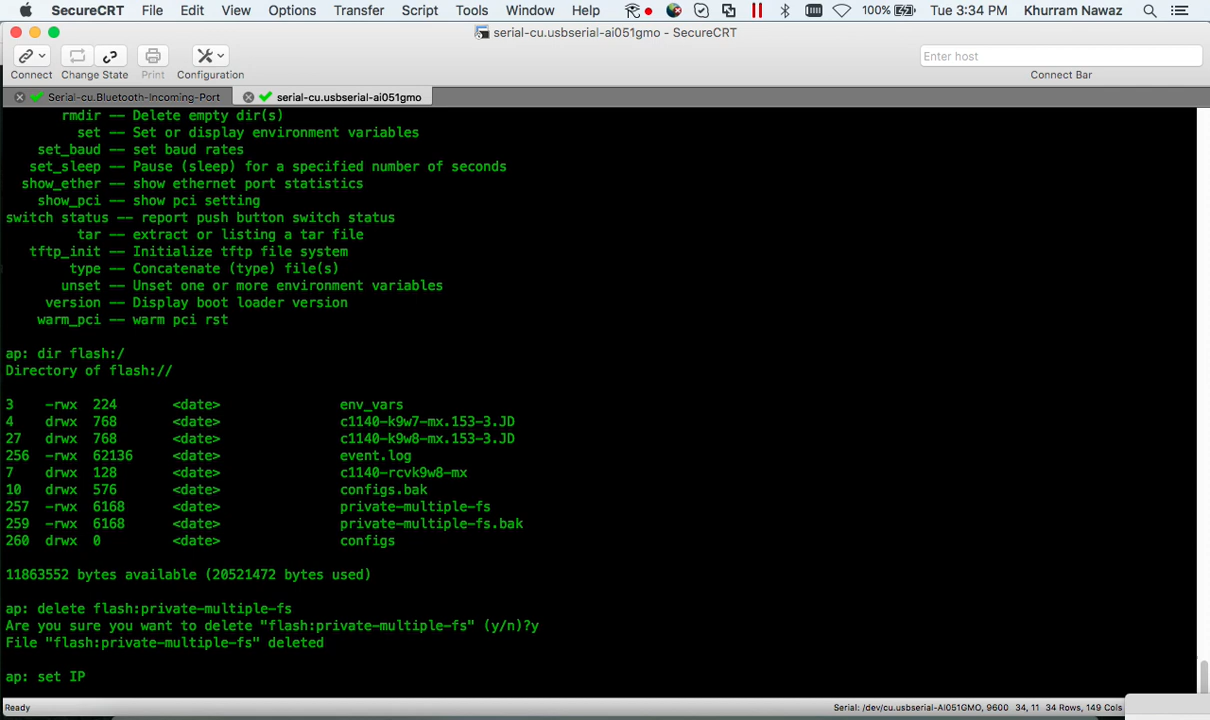 SecureCRT File Edit View Options Transfer Script Tools Window Help 100% Tue 3:34 PM Khurram Nawaz
serial-cu.usbserial-ai051gmo - SecureCRT
Enter host
Connect Change State Print Configuration Connect Bar
Serial-cu.Bluetooth-Incoming-Port serial-cu.usbserial-ai051gmo
rmdir -- Delete empty dir(s)
set -- Set or display environment variables
set_baud -- set baud rates
set_sleep -- Pause (sleep) for a specified number of seconds
show_ether -- show ethernet port statistics
show_pci -- show pci setting
switch status -- report push button switch status
tar -- extract or listing a tar file
tftp_init -- Initialize tftp file system
type -- Concatenate (type) file(s)
unset -- Unset one or more environment variables
version -- Display boot loader version
warm_pci -- warm pci rst
ap: dir flash:/
Directory of flash://
3 -rwx 224 <date> env_vars
4 drwx 768 <date> c1140-k9w7-mx.153-3.JD
27 drwx 768 <date> c1140-k9w8-mx.153-3.JD
256 -rwx 62136 <date> event.log
7 drwx 128 <date> c1140-rcvk9w8-mx
10 drwx 576 <date> configs.bak
257 -rwx 6168 <date> private-multiple-fs
259 -rwx 6168 <date> private-multiple-fs.bak
260 drwx 0 <date> configs
11863552 bytes available (20521472 bytes used)
ap: delete flash:private-multiple-fs
Are you sure you want to delete "flash:private-multiple-fs" (y/n)?y
File "flash:private-multiple-fs" deleted
ap: set IP
Ready Serial: /dev/cu.usbserial-AI051GMO, 9600 34, 11 34 Rows, 149 Cols